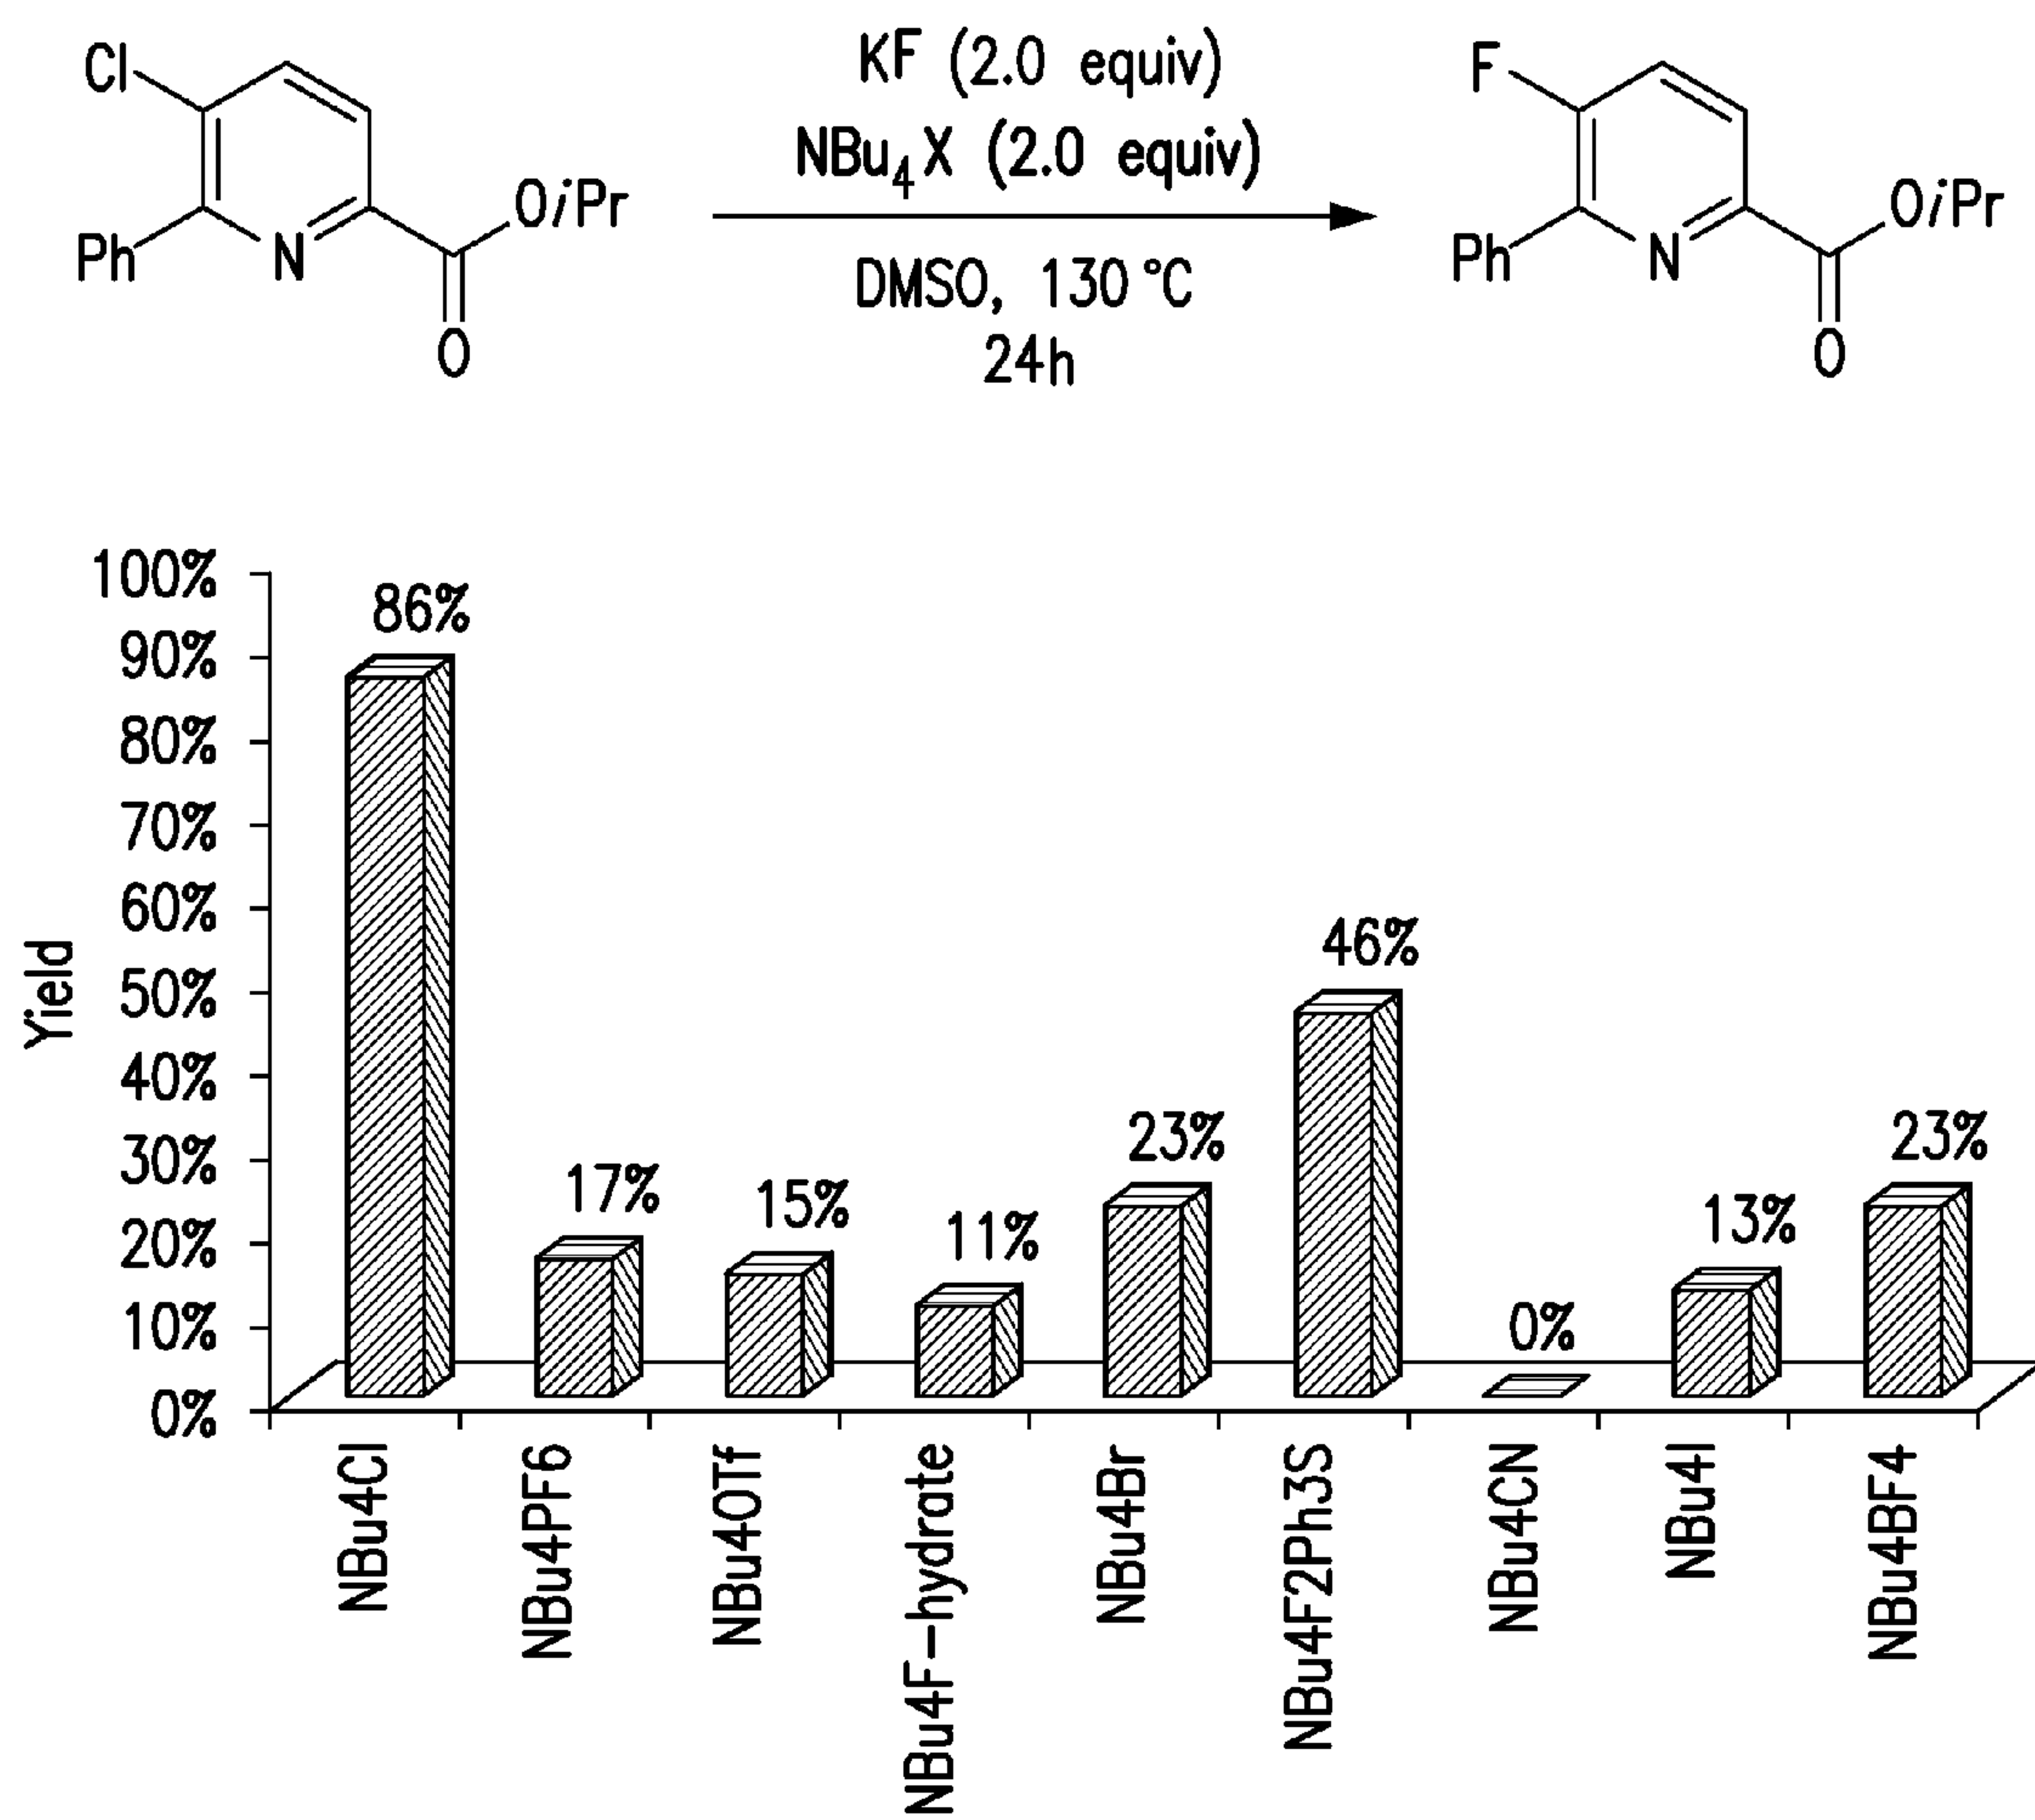 Cl
Ph
N
OiPr
O
KF (2.0 equiv)
NBu4X (2.0 equiv)
DMSO, 130°C
24h
F
Ph
N
OiPr
O
Yield
100%
90%
80%
70%
60%
50%
40%
30%
20%
10%
0%
86%
17%
15%
11%
23%
46%
0%
13%
23%
NBu4Cl
NBu4PF6
NBu4OTf
NBu4F-hydrate
NBu4Br
NBu4F2Ph3S
NBu4CN
NBu4I
NBu4BF4